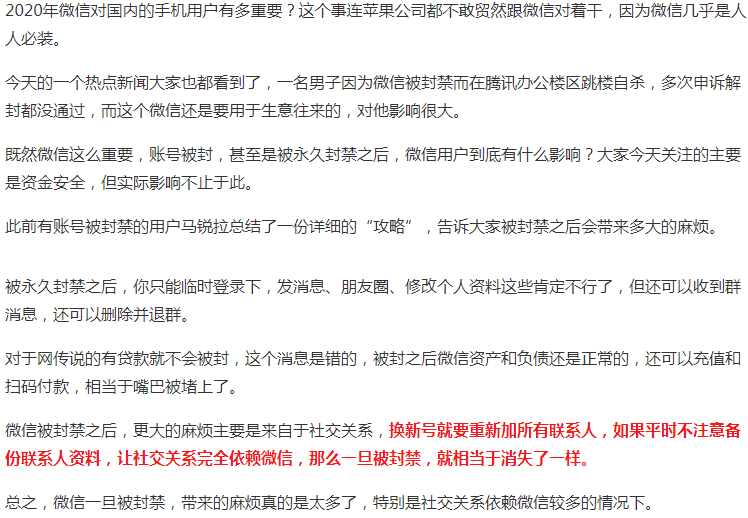 2020年微信对国内的手机用户有多重要？这个事连苹果公司都不敢贸然跟微信对着干，因为微信几乎是人
人必装。
今天的一个热点新闻大家也都看到了，一名男子因为微信被封禁而在腾讯办公楼区跳楼自杀，多次申诉解
封都没通过，而这个微信还是要用于生意往来的，对他影响很大。
既然微信这么重要，账号被封，甚至是被永久封禁之后，微信用户到底有什么影响？大家今天关注的主要
是资金安全，但实际影响不止于此。
此前有账号被封禁的用户马锐拉总结了一份详细的“攻略”，告诉大家被封禁之后会带来多大的麻烦。
被永久封禁之后，你只能临时登录下，发消息、朋友圈、修改个人资料这些肯定不行了，但还可以收到群
消息，还可以删除并退群。
对于网传说的有贷款就不会被封，这个消息是错的，被封之后微信资产和负债还是正常的，还可以充值和
扫码付款，相当于嘴巴被堵上了。
微信被封禁之后，更大的麻烦主要是来自于社交关系，换新号就要重新加所有联系人，如果平时不注意备
份联系人资料，让社交关系完全依赖微信，那么一旦被封禁，就相当于消失了一样。
总之，微信一旦被封禁，带来的麻烦真的是太多了，特别是社交关系依赖微信较多的情况下。